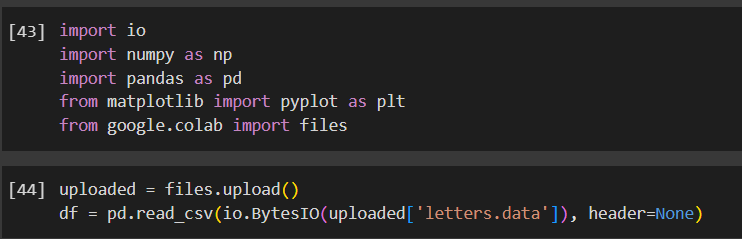 [43] import io
import numpy as np
import pandas as pd
from matplotlib import pyplot as plt
from google.colab import files
[44] uploaded = files.upload()
df = pd.read_csv(io.BytesIO(uploaded['letters.data']), header=None)